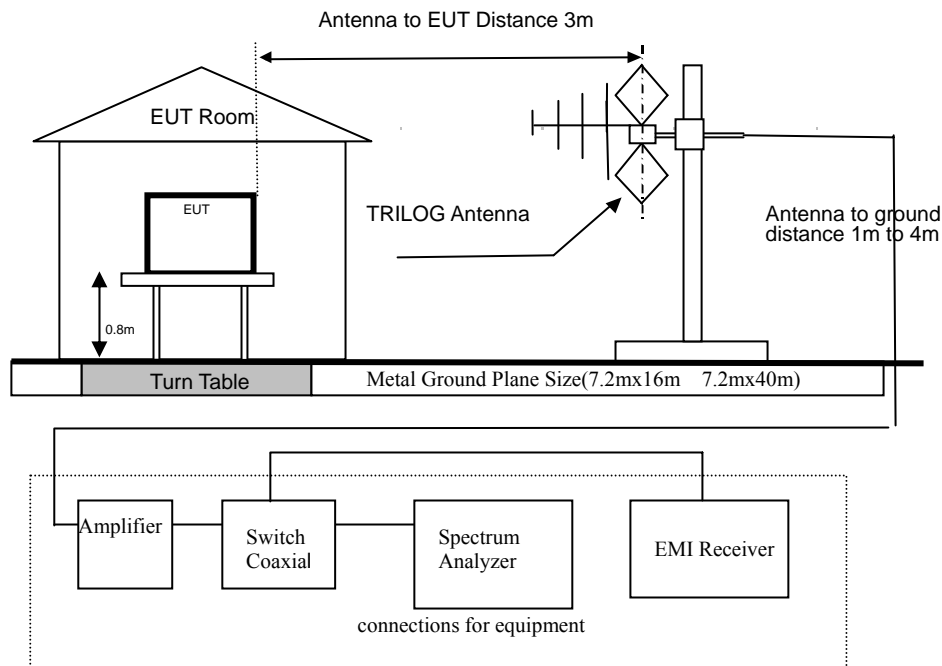 Antenna to EUT Distance 3m
EUT Room
EUT
TRILOG Antenna
Antenna to ground
distance 1m to 4m
0.8m
Turn Table
Metal Ground Plane Size(7.2mx16m 7.2mx40m)
Amplifier
Switch
Coaxial
Spectrum
Analyzer
EMI Receiver
connections for equipment